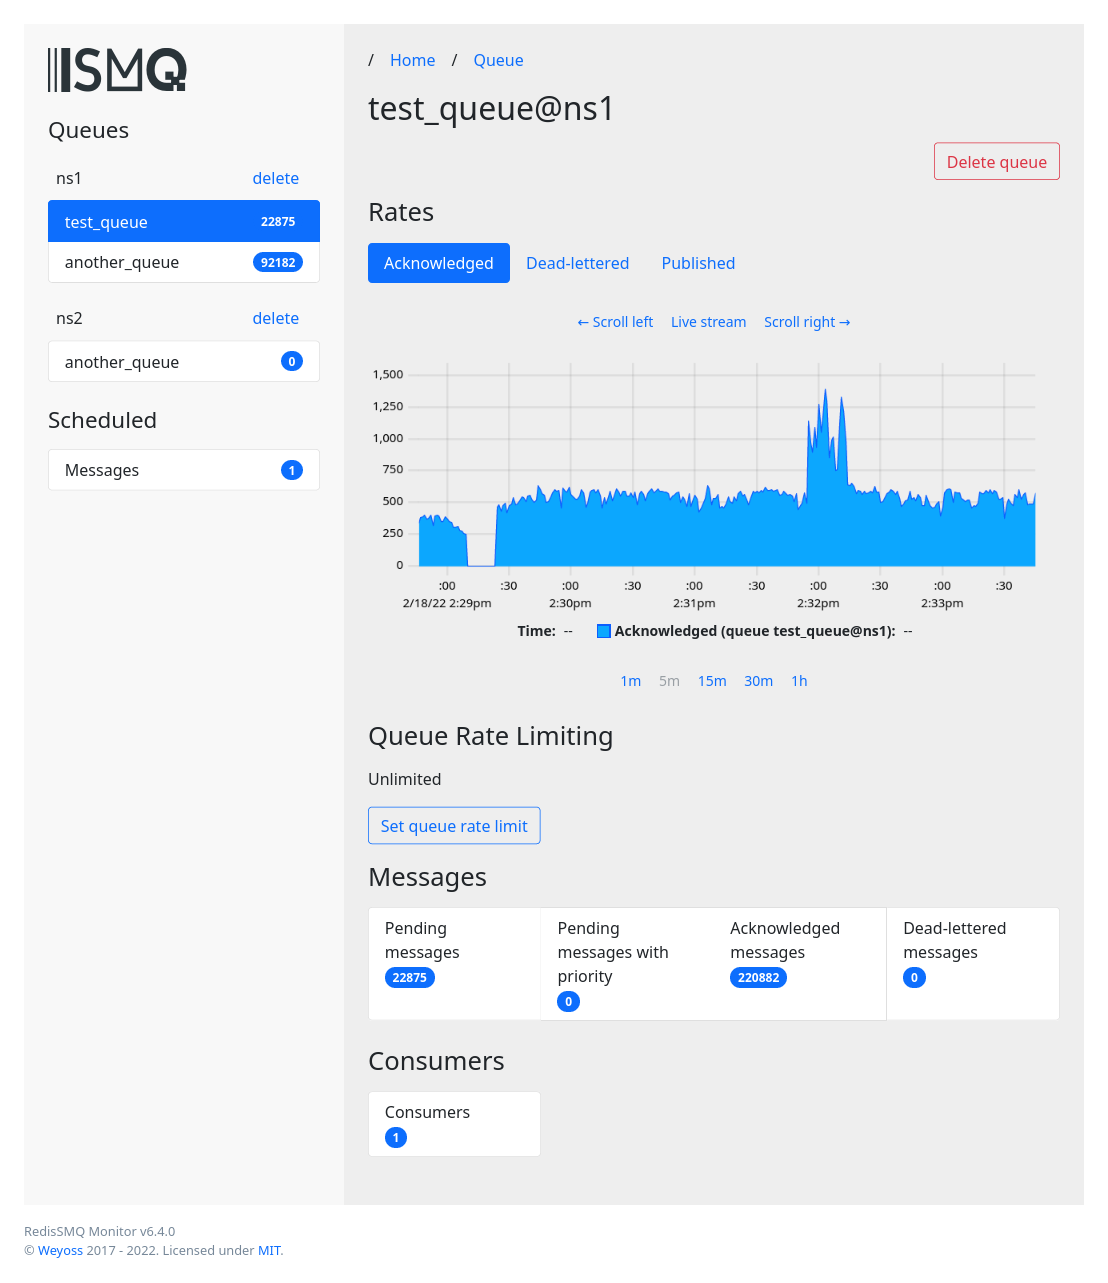 ISMQ
Queues
ns1 delete
test_queue 22875
another_queue 92182
ns2 delete
another_queue 0
Scheduled
Messages 1
/ Home / Queue
test_queue@ns1
Delete queue
Rates
Acknowledged Dead-lettered Published
← Scroll left Live stream Scroll right →
1,500
1,250
1,000
750
500
250
0
:00 :30 :00 :30 :00 :30 :00 :30 :00 :30
2/18/22 2:29pm 2:30pm 2:31pm 2:32pm 2:33pm
Time: -- Acknowledged (queue test_queue@ns1): --
1m 5m 15m 30m 1h
Queue Rate Limiting
Unlimited
Set queue rate limit
Messages
Pending
messages
22875
Pending
messages with
priority
0
Acknowledged
messages
220882
Dead-lettered
messages
0
Consumers
Consumers
1
RedisSMQ Monitor v6.4.0
© Weyoss 2017 - 2022. Licensed under MIT.